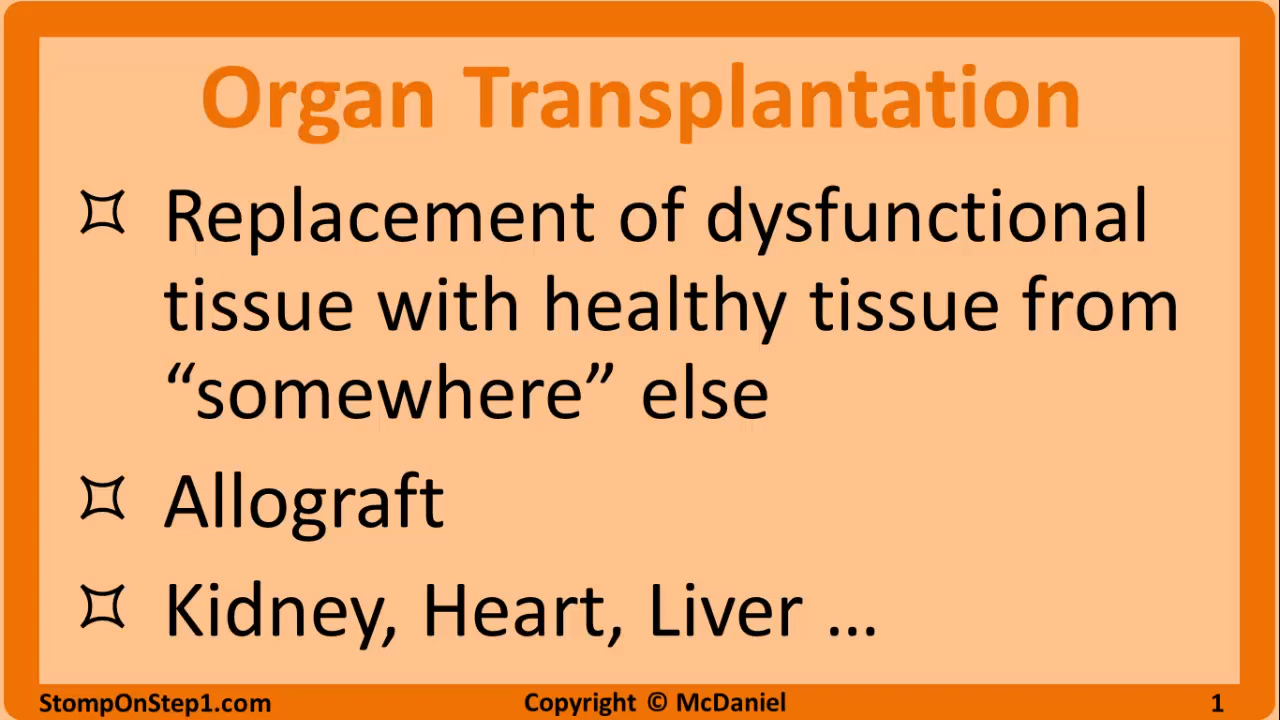 Organ Transplantation
Replacement of dysfunctional
tissue with healthy tissue from
“somewhere” else
Allograft
Kidney, Heart, Liver ...
StompOnStep1.com
Copyright © McDaniel
1